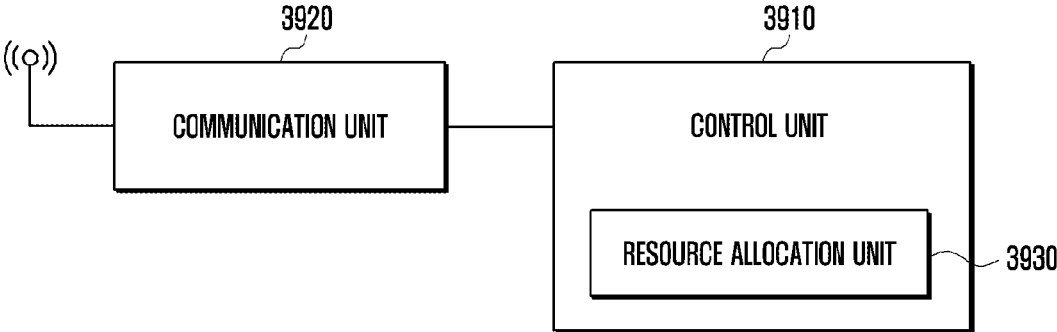 3920
3910
COMMUNICATION UNIT
CONTROL UNIT
RESOURCE ALLOCATION UNIT
3930